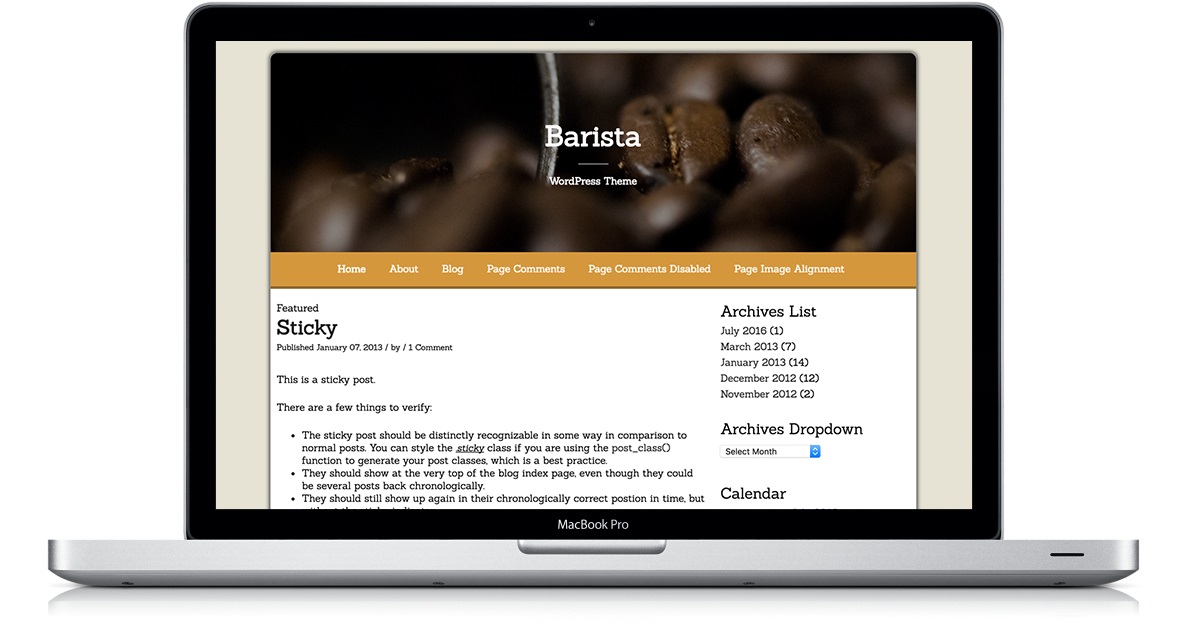 Barista
WordPress Theme
Home About Blog Page Comments Page Comments Disabled Page Image Alignment
Featured
Sticky
Published January 07, 2013 / by / 1 Comment
This is a sticky post.
There are a few things to verify:
• The sticky post should be distinctly recognizable in some way in comparison to
normal posts. You can style the .sticky class if you are using the post_class()
function to generate your post classes, which is a best practice.
• They should show at the very top of the blog index page, even though they could
be several posts back chronologically.
• They should still show up again in their chronologically correct postion in time, but
Archives List
July 2016 (1)
March 2013 (7)
January 2013 (14)
December 2012 (12)
November 2012 (2)
Archives Dropdown
Select Month
Calendar
MacBook Pro